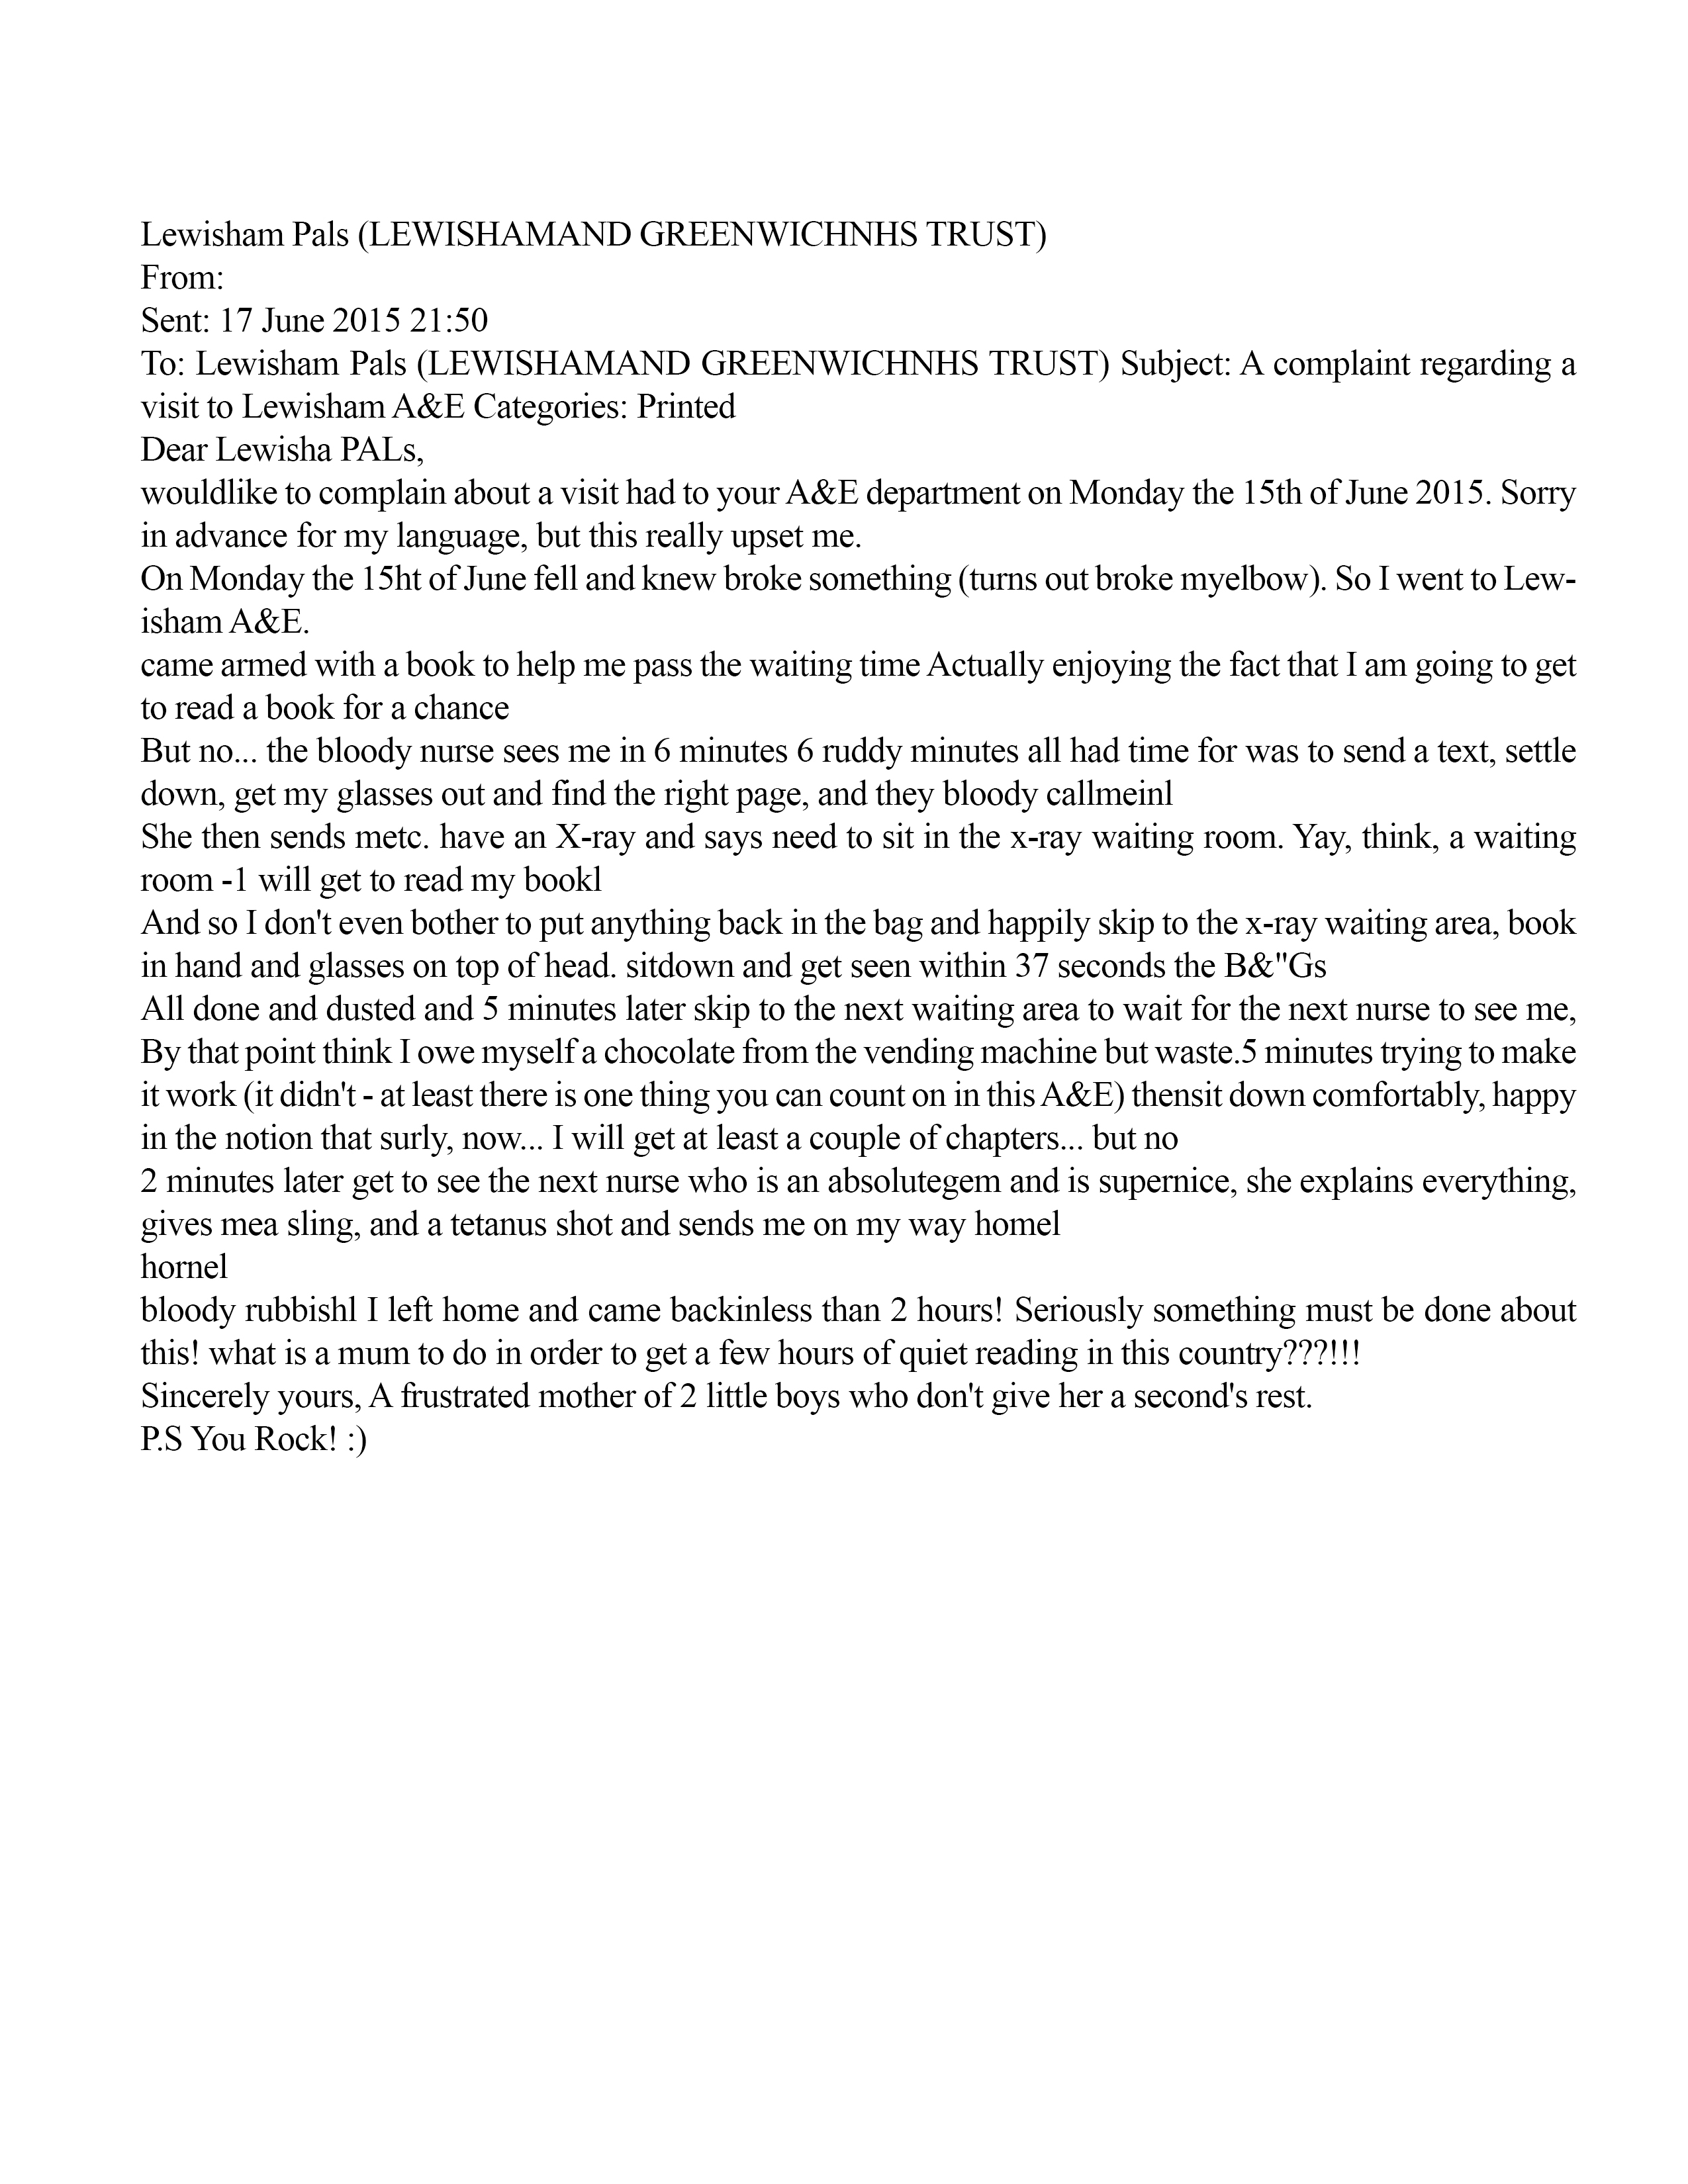 Lewisham Pals (LEWISHAMAND GREENWICHNHS TRUST)
From:
Sent: 17 June 2015 21:50
To: Lewisham Pals (LEWISHAMAND GREENWICHNHS TRUST) Subject: A complaint regarding a
visit to Lewisham A&E Categories: Printed
Dear Lewisha PALs,
wouldlike to complain about a visit had to your A&E department on Monday the 15th of June 2015. Sorry
in advance for my language, but this really upset me.
On Monday the 15ht of June fell and knew broke something (turns out broke myelbow). So I went to Lew-
isham A&E.
came armed with a book to help me pass the waiting time Actually enjoying the fact that I am going to get
to read a book for a chance
But no... the bloody nurse sees me in 6 minutes 6 ruddy minutes all had time for was to send a text, settle
down, get my glasses out and find the right page, and they bloody callmeinl
She then sends metc. have an X-ray and says need to sit in the x-ray waiting room. Yay, think, a waiting
room -1 will get to read my bookl
And so I don't even bother to put anything back in the bag and happily skip to the x-ray waiting area, book
in hand and glasses on top of head. sitdown and get seen within 37 seconds the B&"Gs
All done and dusted and 5 minutes later skip to the next waiting area to wait for the next nurse to see me,
By that point think I owe myself a chocolate from the vending machine but waste.5 minutes trying to make
it work (it didn't - at least there is one thing you can count on in this A&E) thensit down comfortably, happy
in the notion that surly, now... I will get at least a couple of chapters... but no
2 minutes later get to see the next nurse who is an absolutegem and is supernice, she explains everything,
gives mea sling, and a tetanus shot and sends me on my way homel
hornel
bloody rubbishl I left home and came backinless than 2 hours! Seriously something must be done about
this! what is a mum to do in order to get a few hours of quiet reading in this country???!!!
Sincerely yours, A frustrated mother of 2 little boys who don't give her a second's rest.
P.S You Rock! :)